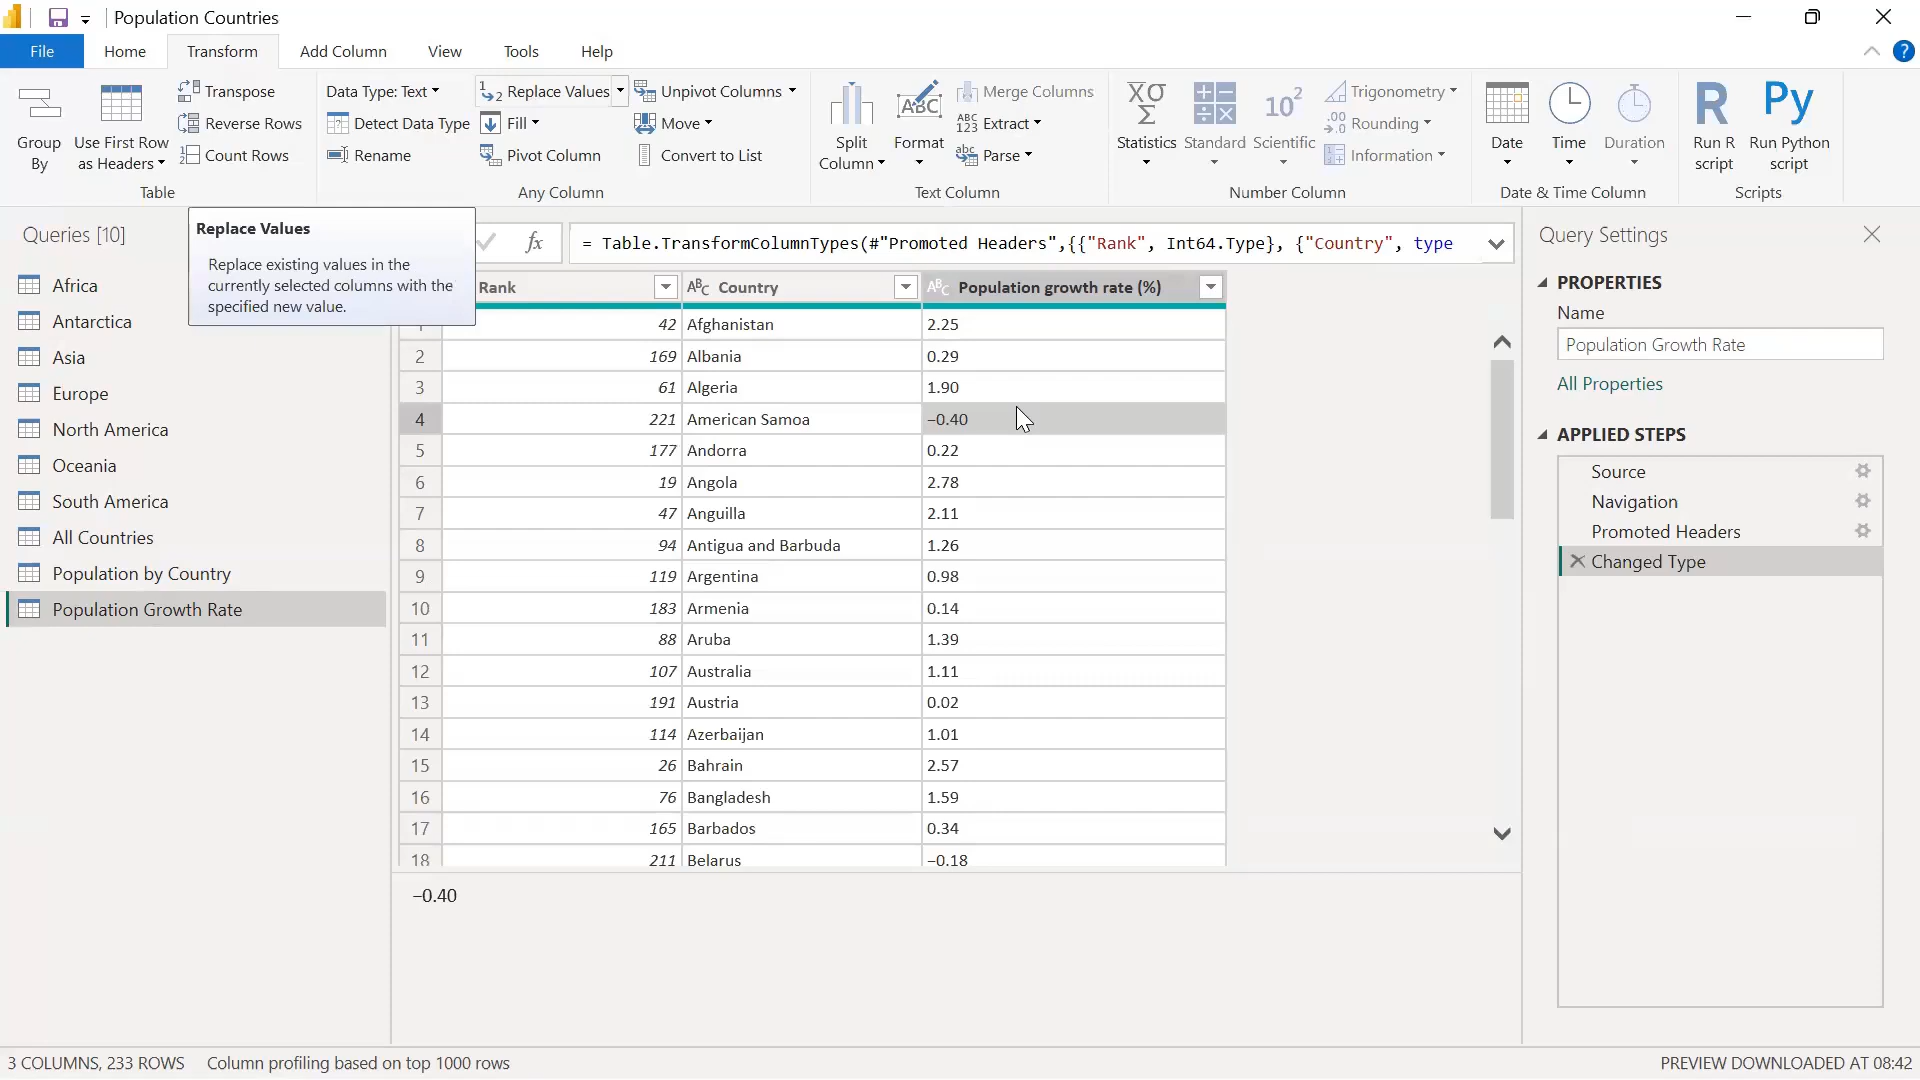 Population Countries
File Home Transform Add Column View Tools Help
Group By
Use First Row as Headers
Transpose
Reverse Rows
Count Rows
Table
Data Type: Text
Detect Data Type
Rename
Replace Values
Fill
Pivot Column
Unpivot Columns
Move
Convert to List
Any Column
Split Column
Format
Merge Columns
Extract
Parse
Text Column
Statistics
Standard
Scientific
Trigonometry
Rounding
Information
Number Column
Date
Time
Duration
Date & Time Column
Run R script
Run Python script
Scripts
Queries [10]
Africa
Antarctica
Asia
Europe
North America
Oceania
South America
All Countries
Population by Country
Population Growth Rate
Replace Values
Replace existing values in the
currently selected columns with the
specified new value.
fx = Table.TransformColumnTypes(#"Promoted Headers",{{"Rank", Int64.Type}, {"Country", type
Rank Country Population growth rate (%)
1 42 Afghanistan 2.25
2 169 Albania 0.29
3 61 Algeria 1.90
4 221 American Samoa −0.40
5 177 Andorra 0.22
6 19 Angola 2.78
7 47 Anguilla 2.11
8 94 Antigua and Barbuda 1.26
9 119 Argentina 0.98
10 183 Armenia 0.14
11 88 Aruba 1.39
12 107 Australia 1.11
13 191 Austria 0.02
14 114 Azerbaijan 1.01
15 26 Bahrain 2.57
16 76 Bangladesh 1.59
17 165 Barbados 0.34
18 211 Belarus −0.18
−0.40
Query Settings
PROPERTIES
Name
Population Growth Rate
All Properties
APPLIED STEPS
Source
Navigation
Promoted Headers
Changed Type
3 COLUMNS, 233 ROWS Column profiling based on top 1000 rows
PREVIEW DOWNLOADED AT 08:42